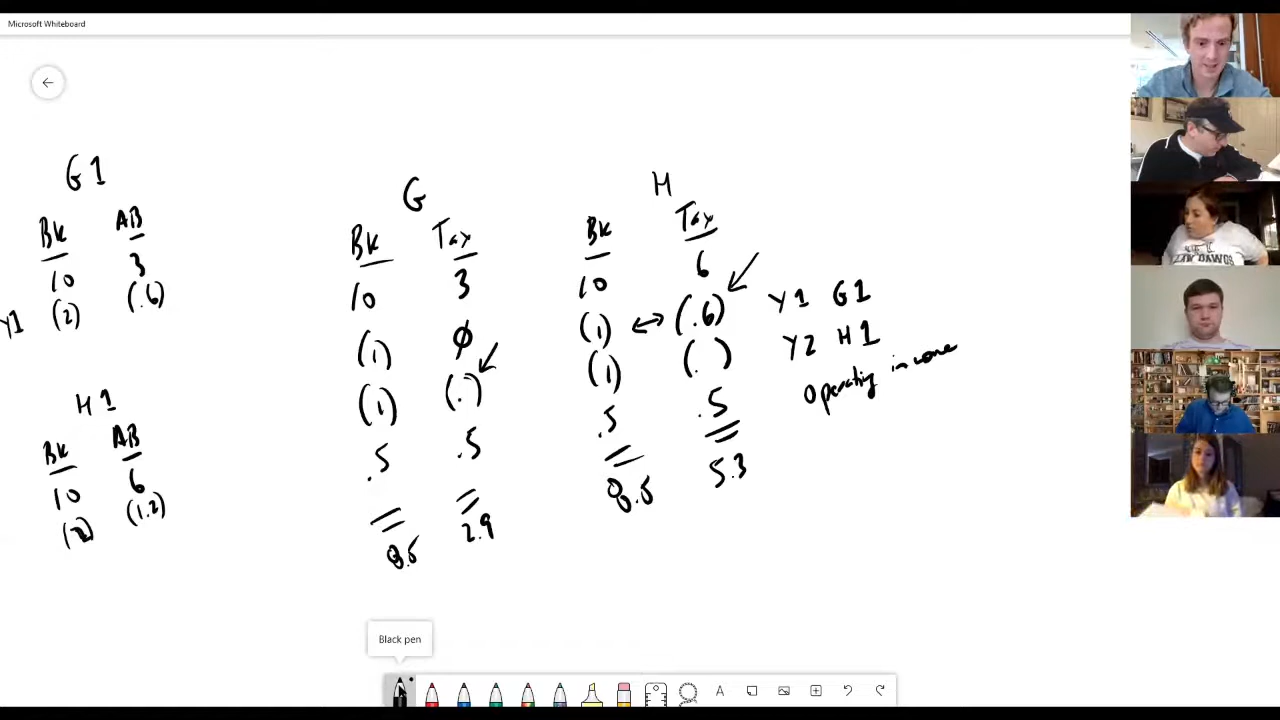 Microsoft Whiteboard
G1
Bk AB
10 3
Y1 (2) (.6)
H1
Bk AB
10 6
(2) (1.2)
G
Bk Tax
10 3
(1) ϕ
(1) (.)
.5 .5
8.5 2.9
H
Bk Tax
10 6
(1) ↔ (.6)
(1) (.)
.5 .5
8.5 5.3
Y1 G1
Y2 H1
Operating income
Black pen
A